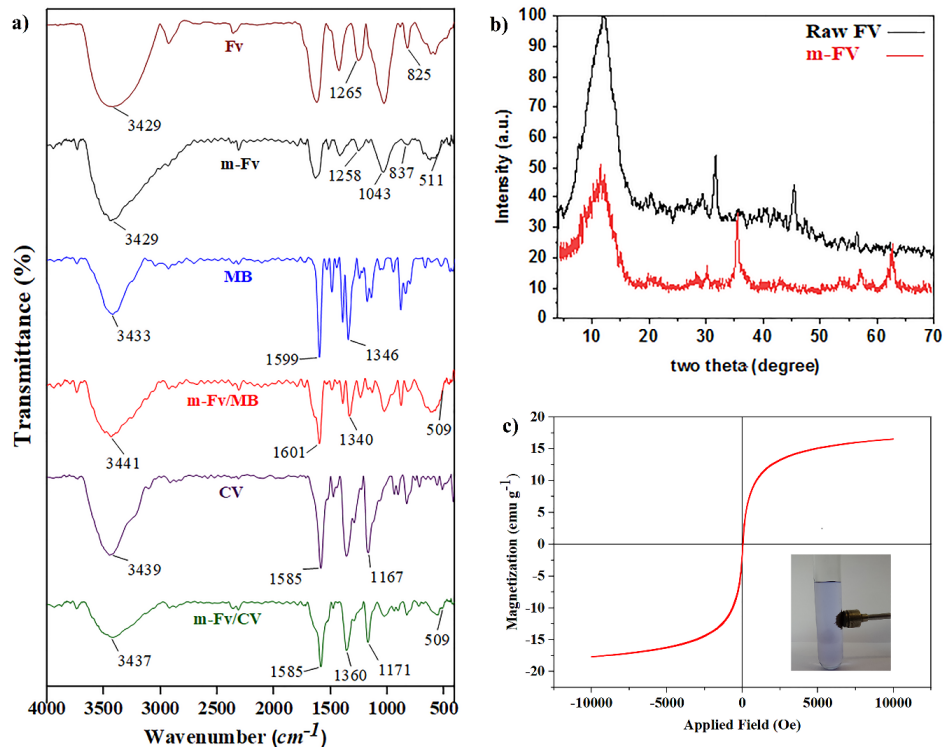 a)
Transmittance (%)
Fv
3429
1265
825
m-Fv
3429
1258
1043
837
511
MB
3433
1599
1346
m-Fv/MB
3441
1601
1340
509
CV
3439
1585
1167
m-Fv/CV
3437
1585
1360
1171
509
4000 3500 3000 2500 2000 1500 1000 500
Wavenumber (cm-1)
b)
Raw FV
m-FV
Intensity (a.u.)
100
90
80
70
60
50
40
30
20
10
0
10 20 30 40 50 60 70
two theta (degree)
c)
Magnetization (emu g-1)
20
15
10
5
0
-5
-10
-15
-20
-10000 -5000 0 5000 10000
Applied Field (Oe)